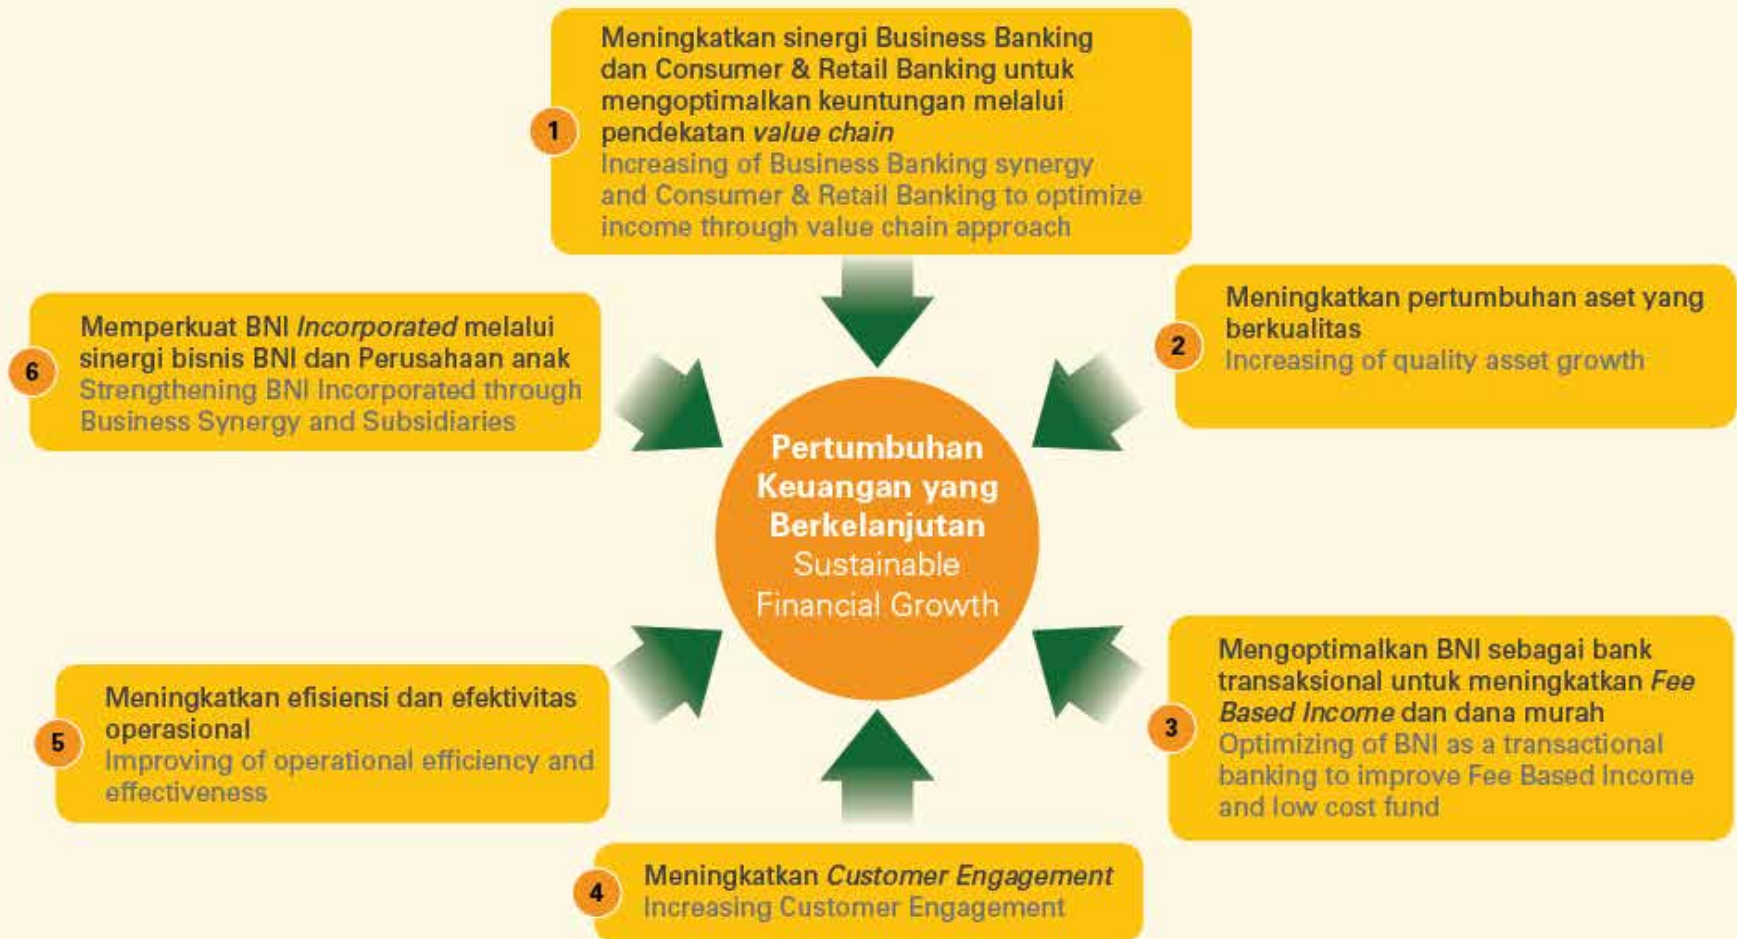 1
Meningkatkan sinergi Business Banking
dan Consumer & Retail Banking untuk
mengoptimalkan keuntungan melalui
pendekatan value chain
Increasing of Business Banking synergy
and Consumer & Retail Banking to optimize
income through value chain approach
2
Meningkatkan pertumbuhan aset yang
berkualitas
Increasing of quality asset growth
3
Mengoptimalkan BNI sebagai bank
transaksional untuk meningkatkan Fee
Based Income dan dana murah
Optimizing of BNI as a transactional
banking to improve Fee Based Income
and low cost fund
4
Meningkatkan Customer Engagement
Increasing Customer Engagement
5
Meningkatkan efisiensi dan efektivitas
operasional
Improving of operational efficiency and
effectiveness
6
Memperkuat BNI Incorporated melalui
sinergi bisnis BNI dan Perusahaan anak
Strengthening BNI Incorporated through
Business Synergy and Subsidiaries
Pertumbuhan
Keuangan yang
Berkelanjutan
Sustainable
Financial Growth